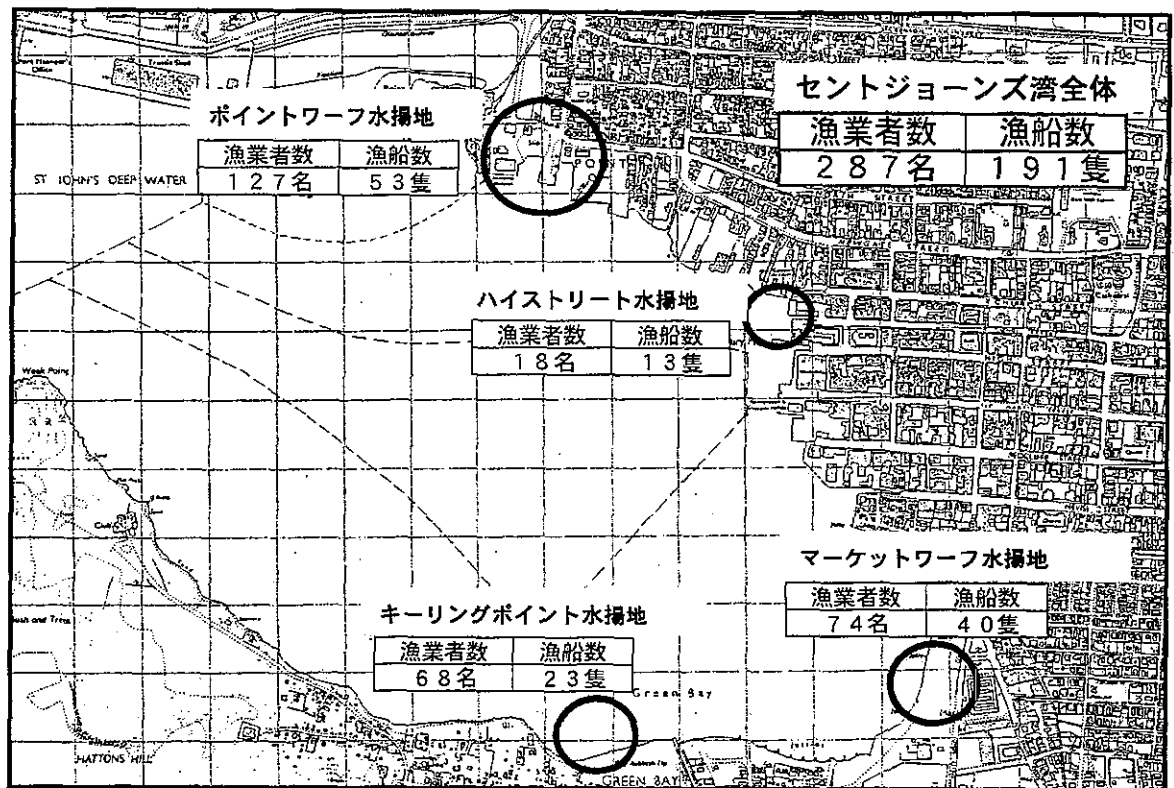 セントジョーンズ湾全体
漁業者数 漁船数
287名 191隻
ポイントワーフ水揚地
漁業者数 漁船数
127名 53隻
ST JOHN'S DEEP WATER
ハイストリート水揚地
漁業者数 漁船数
18名 13隻
マーケットワーフ水揚地
漁業者数 漁船数
74名 40隻
キーリングポイント水揚地
漁業者数 漁船数
68名 23隻
Green Bay
HATTONS HILL
GREEN BAY